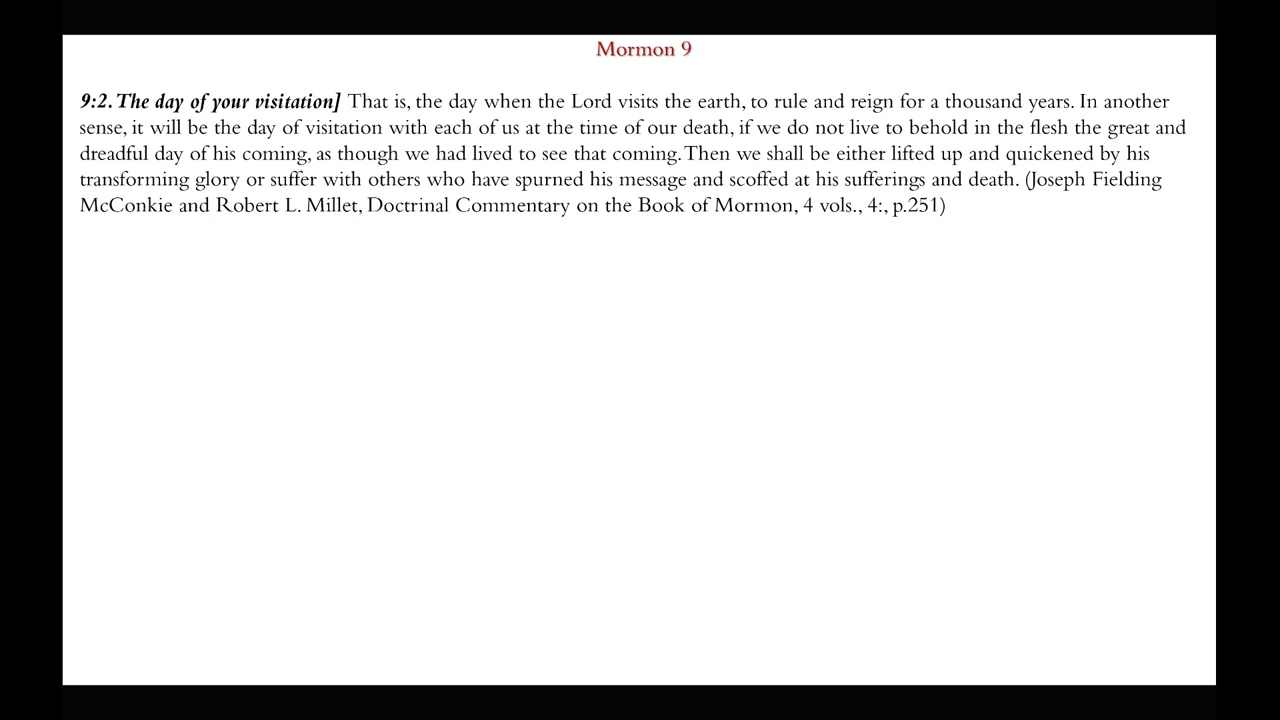 Mormon 9
9:2. The day of your visitation] That is, the day when the Lord visits the earth, to rule and reign for a thousand years. In another
sense, it will be the day of visitation with each of us at the time of our death, if we do not live to behold in the flesh the great and
dreadful day of his coming, as though we had lived to see that coming. Then we shall be either lifted up and quickened by his
transforming glory or suffer with others who have spurned his message and scoffed at his sufferings and death. (Joseph Fielding
McConkie and Robert L. Millet, Doctrinal Commentary on the Book of Mormon, 4 vols., 4:, p.251)